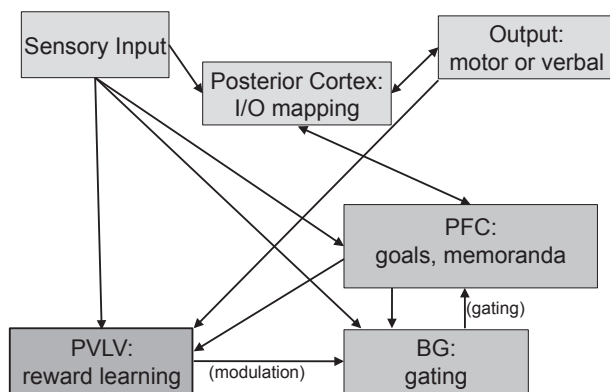 Sensory Input
Output:
motor or verbal
Posterior Cortex:
I/O mapping
PFC:
goals, memoranda
(gating)
PVLV:
reward learning
(modulation)
BG:
gating